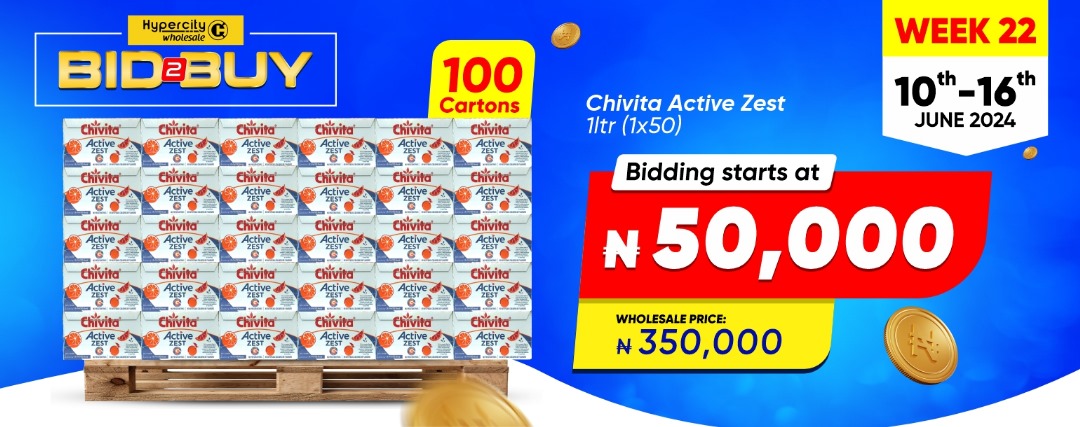 Hypercity
wholesale
BID2BUY
100
Cartons
Chivita Active Zest
1ltr (1x50)
WEEK 22
10th-16th
JUNE 2024
Bidding starts at
₦ 50,000
WHOLESALE PRICE:
₦ 350,000
Chivita
Active
ZEST